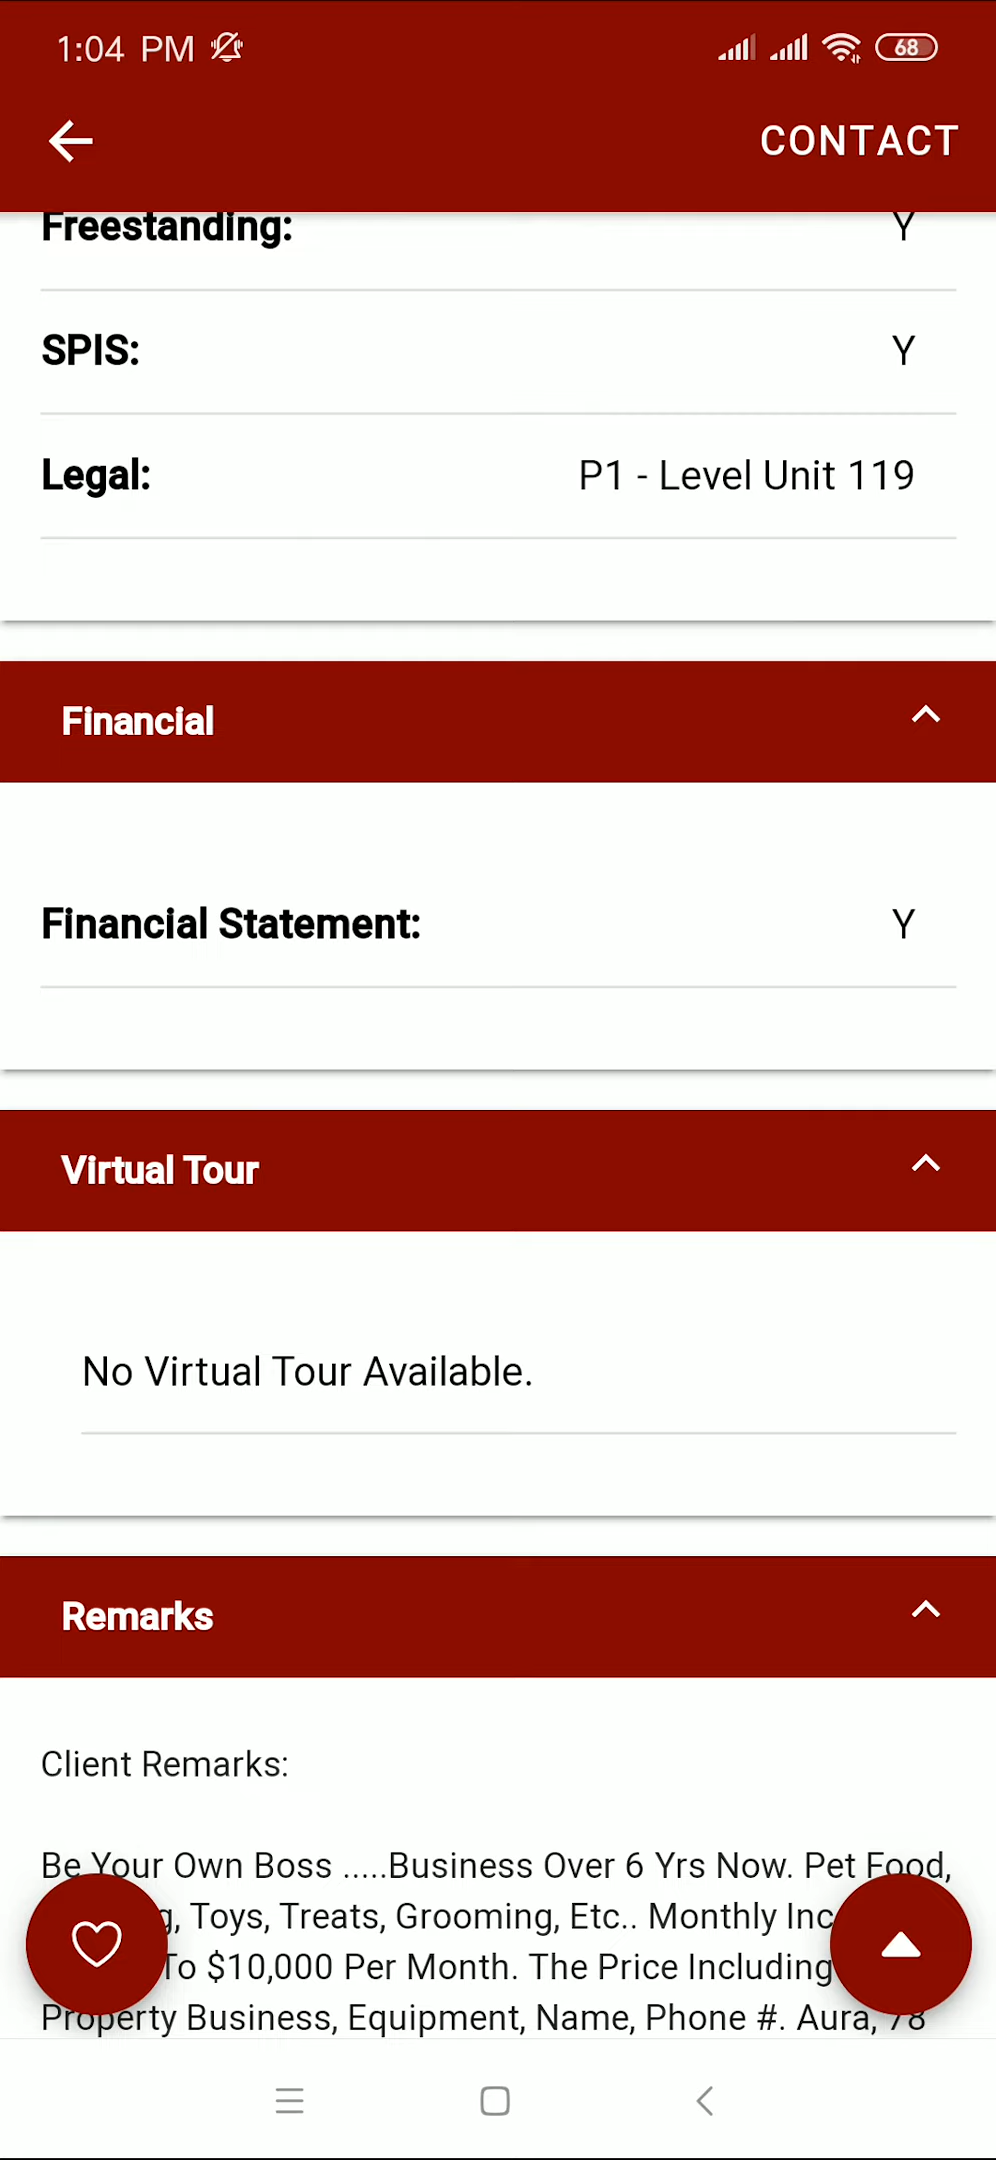 1:04 PM 68
CONTACT
Freestanding: Y
SPIS: Y
Legal: P1 - Level Unit 119
Financial
Financial Statement: Y
Virtual Tour
No Virtual Tour Available.
Remarks
Client Remarks:
Be Your Own Boss .....Business Over 6 Yrs Now. Pet Food,
Toys, Treats, Grooming, Etc.. Monthly
To $10,000 Per Month. The Price Including
Property Business, Equipment, Name, Phone #. Aura, 78